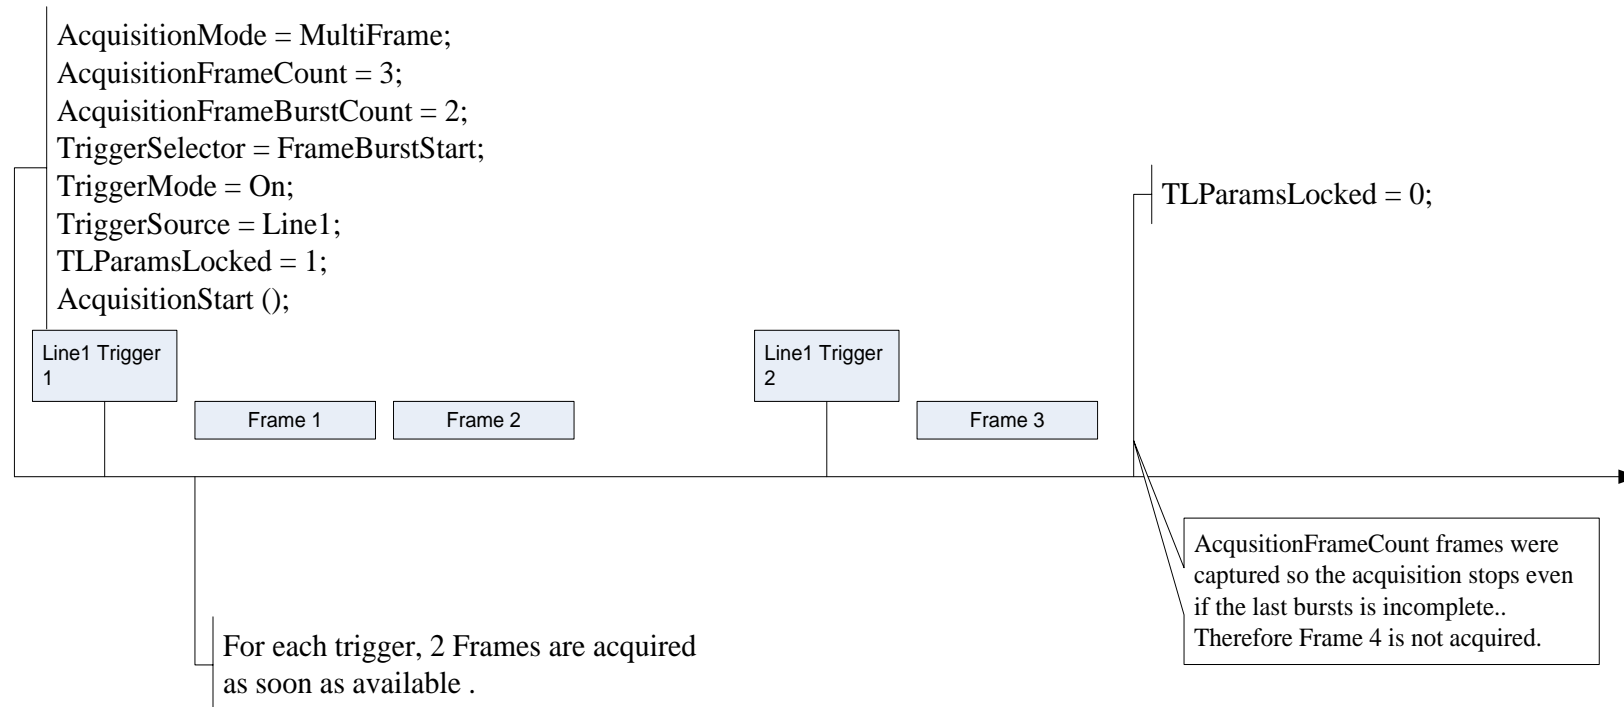 AcquisitionMode = MultiFrame;
AcquisitionFrameCount = 3;
AcquisitionFrameBurstCount = 2;
TriggerSelector = FrameBurstStart;
TriggerMode = On;
TriggerSource = Line1;
TLParamsLocked = 1;
AcquisitionStart ();
TLParamsLocked = 0;
Line1 Trigger
1
Line1 Trigger
2
Frame 1
Frame 2
Frame 3
AcqusitionFrameCount frames were
captured so the acquisition stops even
if the last bursts is incomplete..
Therefore Frame 4 is not acquired.
For each trigger, 2 Frames are acquired
as soon as available .